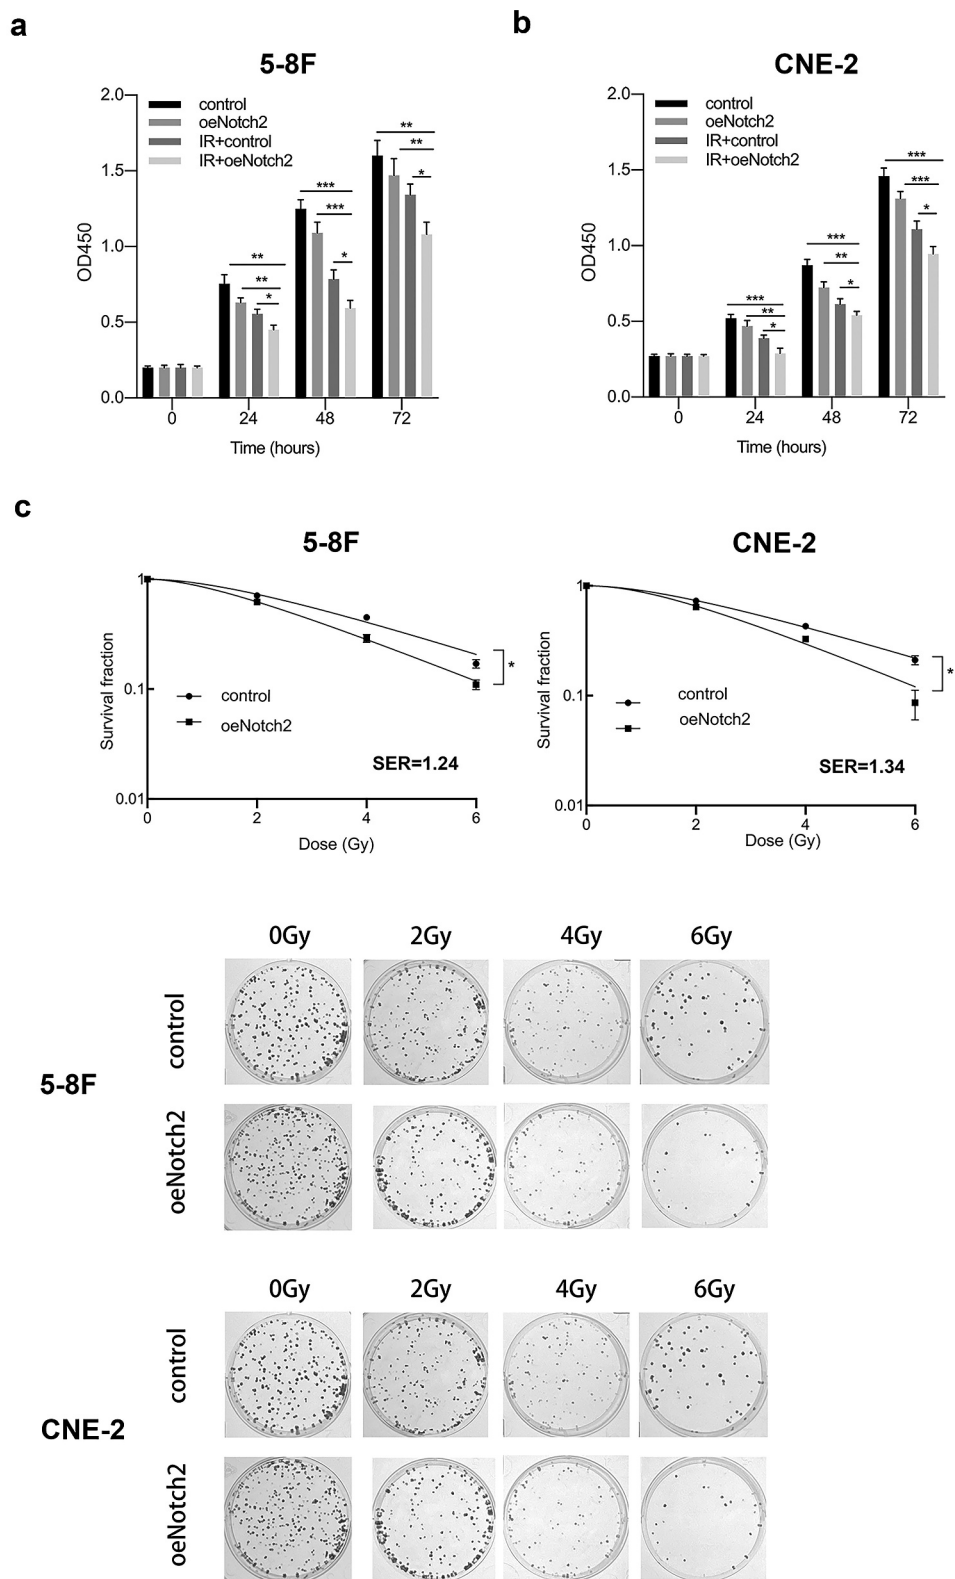 a
5-8F
control
oeNotch2
IR+control
IR+oeNotch2
2.0
1.5
1.0
0.5
0.0
OD450
** ** *
*** *** *
** ** *
0 24 48 72
Time (hours)
b
CNE-2
control
oeNotch2
IR+control
IR+oeNotch2
2.0
1.5
1.0
0.5
0.0
OD450
*** ** *
*** ** *
*** *** *
0 24 48 72
Time (hours)
c
5-8F
1
0.1
0.01
Survival fraction
control
oeNotch2
*
SER=1.24
0 2 4 6
Dose (Gy)
CNE-2
1
0.1
0.01
Survival fraction
control
oeNotch2
*
SER=1.34
0 2 4 6
Dose (Gy)
0Gy 2Gy 4Gy 6Gy
control
5-8F
oeNotch2
0Gy 2Gy 4Gy 6Gy
control
CNE-2
oeNotch2